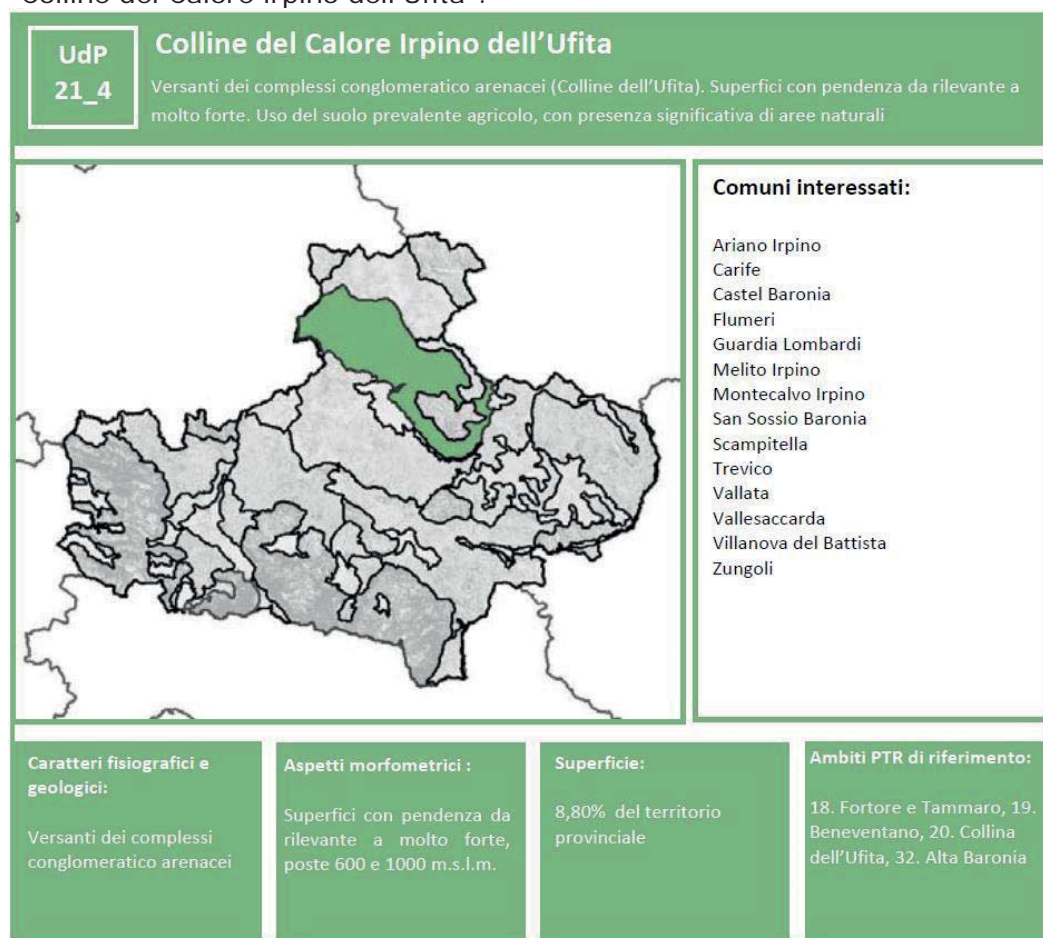 "Colline del Calore Irpino dell'Ufita".
UdP
21_4
Colline del Calore Irpino dell'Ufita
Versanti dei complessi conglomeratico arenacei (Colline dell'Ufita). Superfici con pendenza da rilevante a
molto forte. Uso del suolo prevalente agricolo, con presenza significativa di aree naturali
Comuni interessati:
Ariano Irpino
Carife
Castel Baronia
Flumeri
Guardia Lombardi
Melito Irpino
Montecalvo Irpino
San Sossio Baronia
Scampitella
Trevico
Vallata
Vallesaccarda
Villanova del Battista
Zungoli
Caratteri fisiografici e
geologici:
Versanti dei complessi
conglomeratico arenacei
Aspetti morfometrici :
Superfici con pendenza da
rilevante a molto forte,
poste 600 e 1000 m.s.l.m.
Superficie:
8,80% del territorio
provinciale
Ambiti PTR di riferimento:
18. Fortore e Tammaro, 19.
Beneventano, 20. Collina
dell'Ufita, 32. Alta Baronia